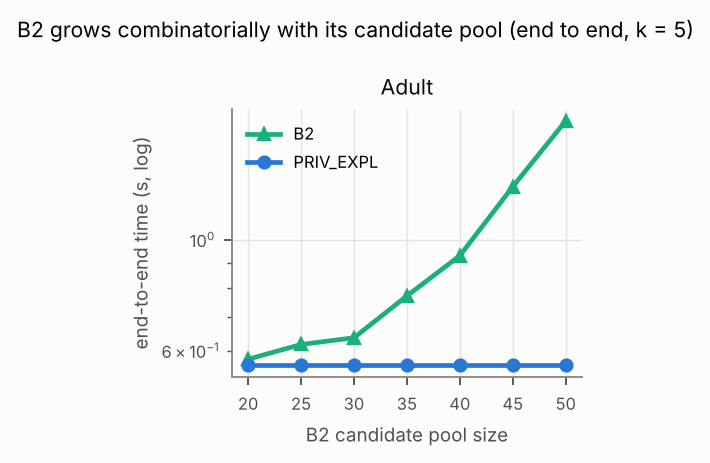 B2 grows combinatorially with its candidate pool (end to end, k = 5)
Adult
B2
PRIV_EXPL
end-to-end time (s, log)
10⁰
6 × 10⁻¹
20 25 30 35 40 45 50
B2 candidate pool size